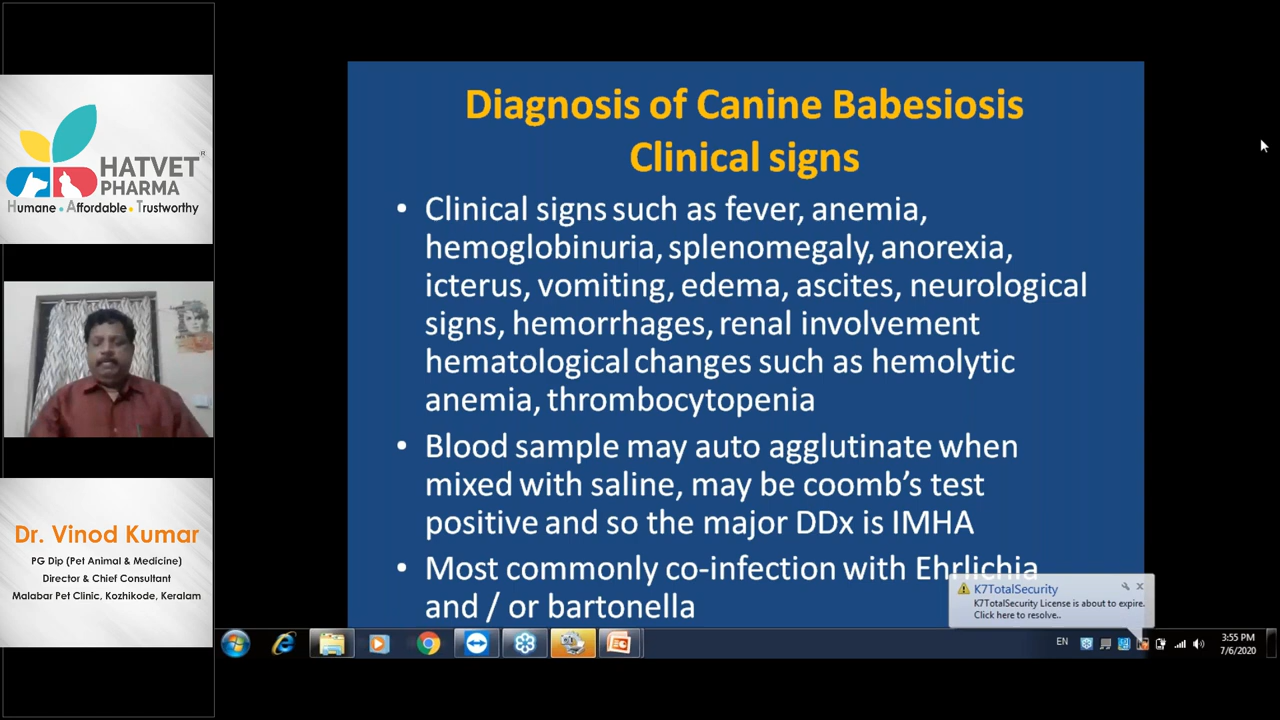 HATVET®
PHARMA
Humane • Affordable • Trustworthy
Dr. Vinod Kumar
PG Dip (Pet Animal & Medicine)
Director & Chief Consultant
Malabar Pet Clinic, Kozhikode, Keralam
Diagnosis of Canine Babesiosis
Clinical signs
• Clinical signs such as fever, anemia,
hemoglobinuria, splenomegaly, anorexia,
icterus, vomiting, edema, ascites, neurological
signs, hemorrhages, renal involvement
hematological changes such as hemolytic
anemia, thrombocytopenia
• Blood sample may auto agglutinate when
mixed with saline, may be coomb's test
positive and so the major DDx is IMHA
• Most commonly co-infection with Ehrlichia
and / or bartonella
K7TotalSecurity
K7TotalSecurity License is about to expire.
Click here to resolve..
EN
3:55 PM
7/6/2020